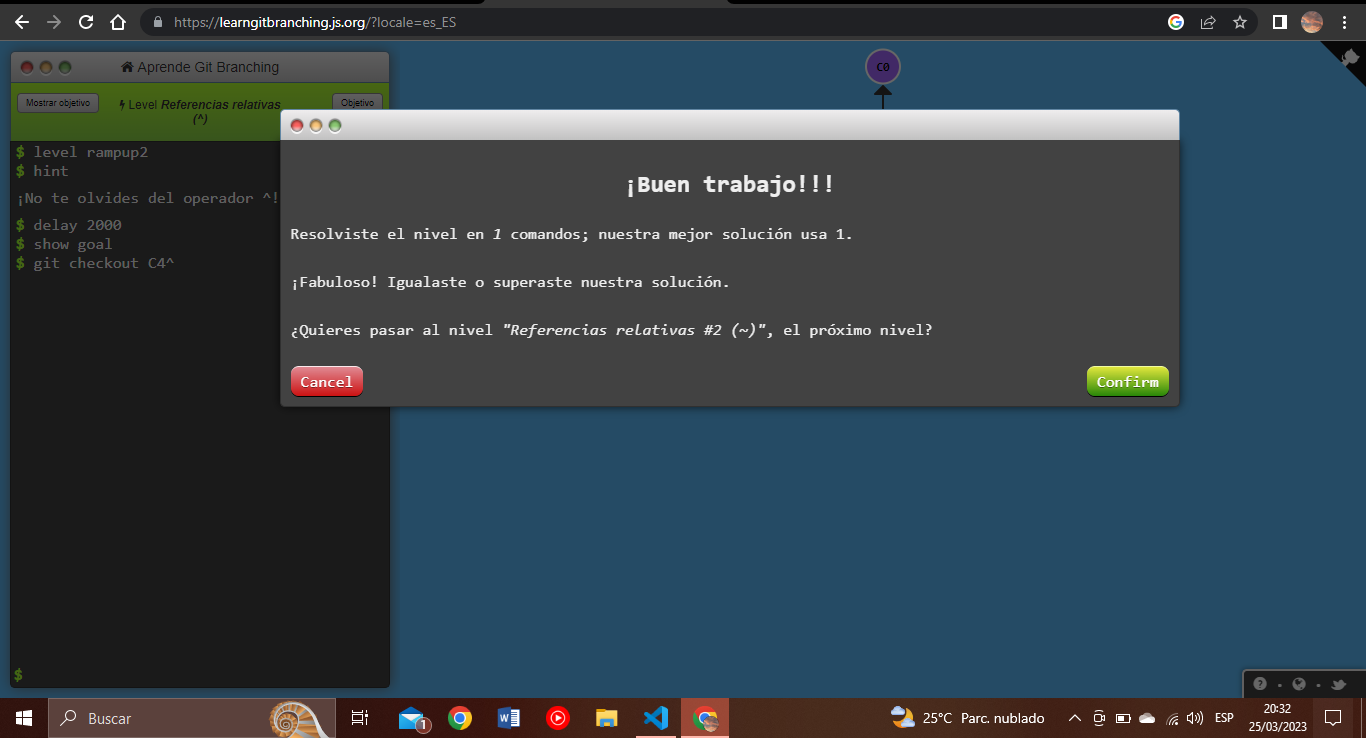 https://learngitbranching.js.org/?locale=es_ES
Aprende Git Branching
Mostrar objetivo
Level Referencias relativas
(^)
Objetivo
$ level rampup2
$ hint
¡No te olvides del operador ^!
$ delay 2000
$ show goal
$ git checkout C4^
$
C0
¡Buen trabajo!!!
Resolviste el nivel en 1 comandos; nuestra mejor solución usa 1.
¡Fabuloso! Igualaste o superaste nuestra solución.
¿Quieres pasar al nivel "Referencias relativas #2 (~)", el próximo nivel?
Cancel
Confirm
Buscar
1
25°C Parc. nublado
ESP
20:32
25/03/2023